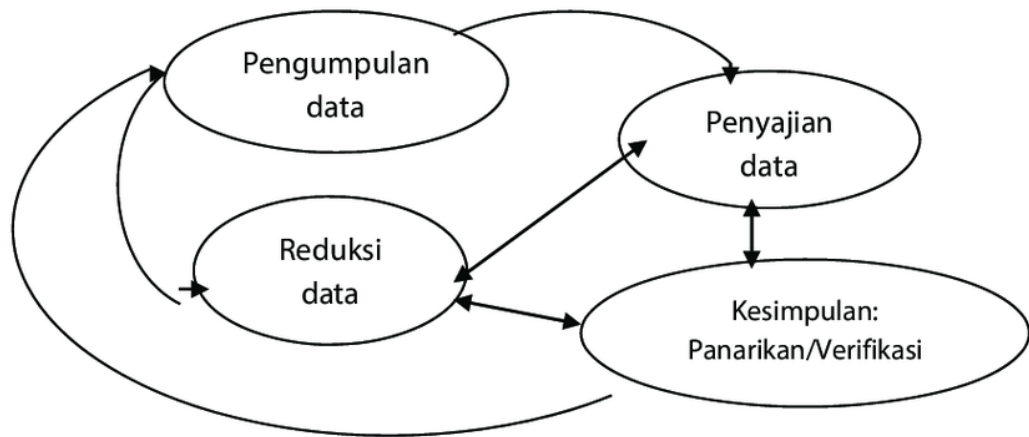 Pengumpulan
data
Penyajian
data
Reduksi
data
Kesimpulan:
Panarikan/Verifikasi